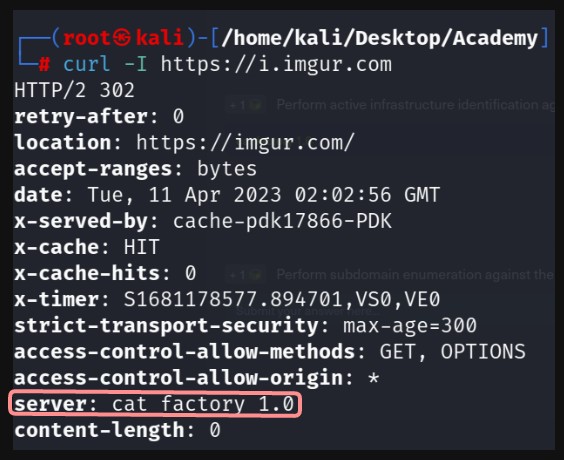 ┌──(root㉿kali)-[/home/kali/Desktop/Academy]
└─# curl -I https://i.imgur.com
HTTP/2 302
retry-after: 0
location: https://imgur.com/
accept-ranges: bytes
date: Tue, 11 Apr 2023 02:02:56 GMT
x-served-by: cache-pdk17866-PDK
x-cache: HIT
x-cache-hits: 0
x-timer: S1681178577.894701,VS0,VE0
strict-transport-security: max-age=300
access-control-allow-methods: GET, OPTIONS
access-control-allow-origin: *
server: cat factory 1.0
content-length: 0
+ 1 Perform active infrastructure identification ag
+ 1 Perform subdomain enumeration against the
Submit your answer here...